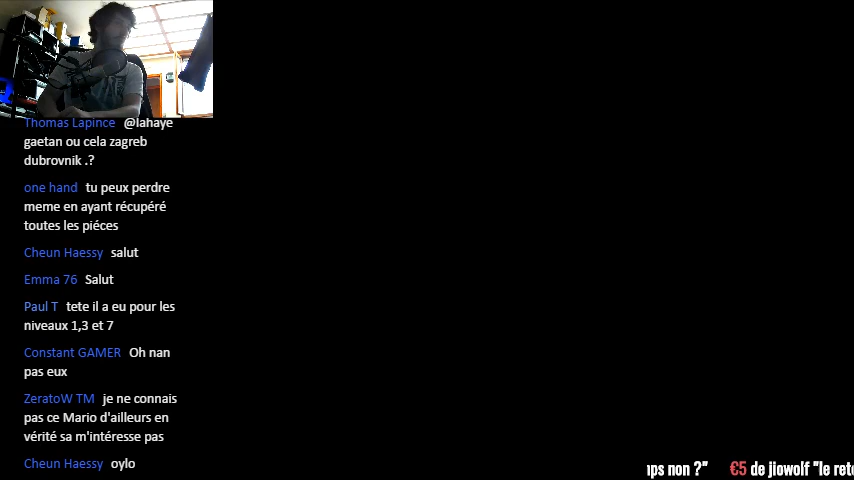 Thomas Lapince @lahaye
gaetan ou cela zagreb
dubrovnik .?
one hand tu peux perdre
meme en ayant récupéré
toutes les piéces
Cheun Haessy salut
Emma 76 Salut
Paul T tete il a eu pour les
niveaux 1,3 et 7
Constant GAMER Oh nan
pas eux
ZeratoW TM je ne connais
pas ce Mario d'ailleurs en
vérité sa m'intéresse pas
Cheun Haessy oylo
non ?" €5 de jiowolf "le